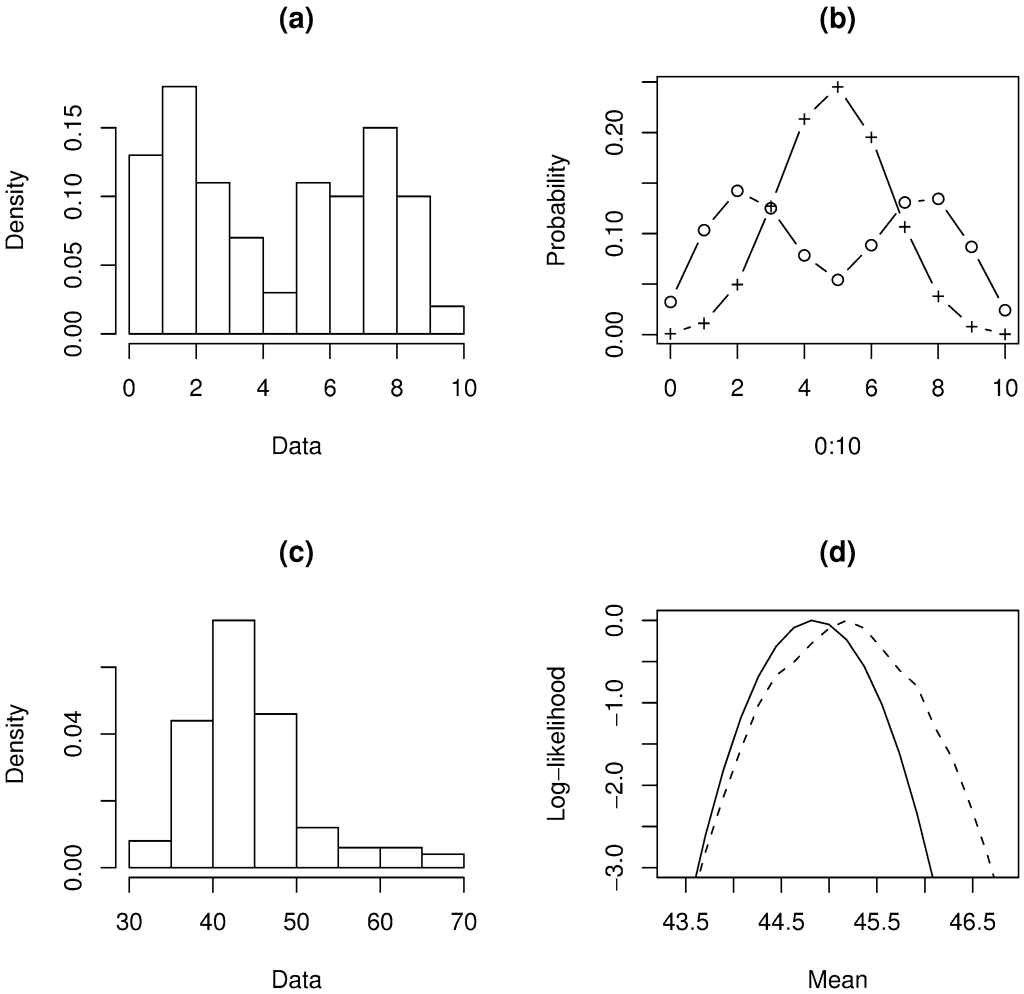 (a)
Density
0.00 0.05 0.10 0.15
0 2 4 6 8 10
Data
(b)
Probability
0.00 0.10 0.20
0 2 4 6 8 10
0:10
(c)
Density
0.00 0.04
30 40 50 60 70
Data
(d)
Log−likelihood
−3.0 −2.0 −1.0 0.0
43.5 44.5 45.5 46.5
Mean